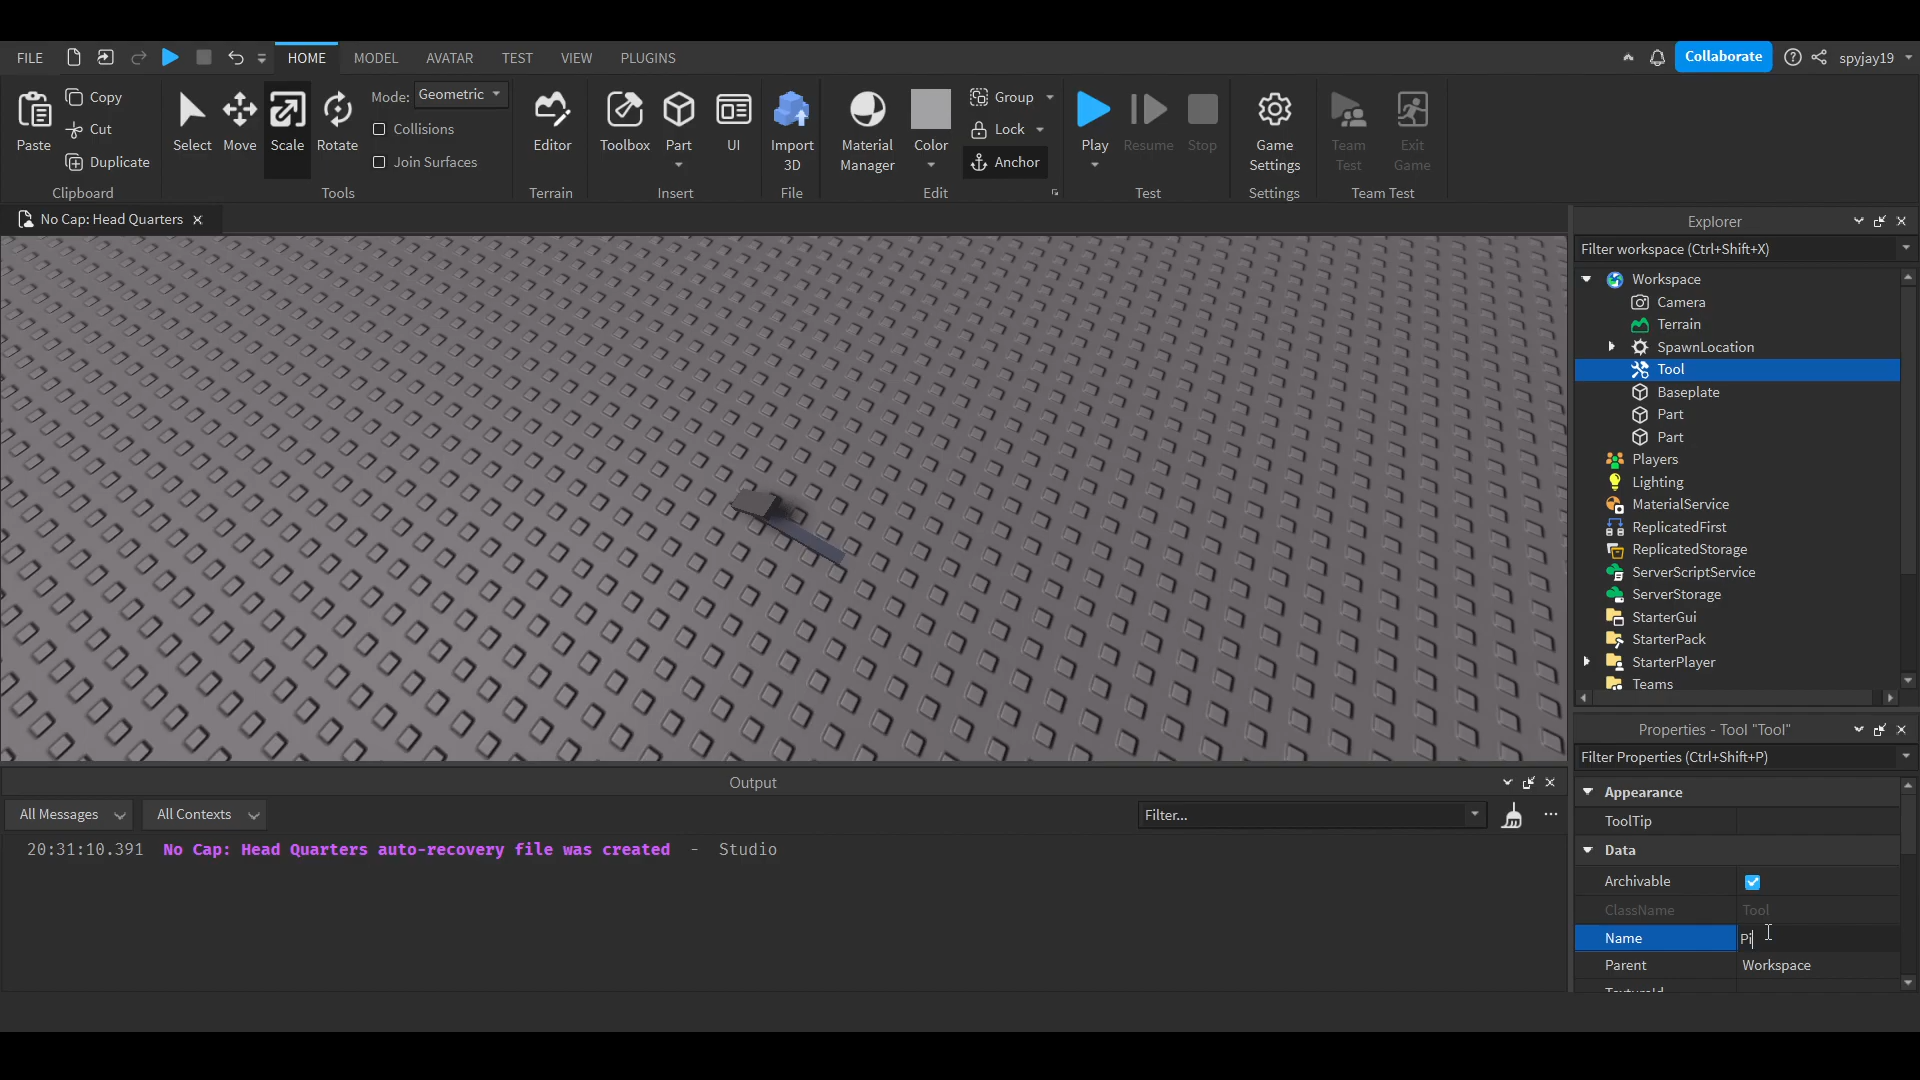 FILE
HOME
MODEL
AVATAR
TEST
VIEW
PLUGINS
Collaborate
spyjay19
Paste
Copy
Cut
Duplicate
Clipboard
Select
Move
Scale
Rotate
Mode: Geometric
Collisions
Join Surfaces
Tools
Editor
Terrain
Toolbox
Part
UI
Insert
Import
3D
File
Material
Manager
Color
Group
Lock
Anchor
Edit
Play
Resume
Stop
Test
Game
Settings
Settings
Team
Test
Exit
Game
Team Test
No Cap: Head Quarters
Explorer
Filter workspace (Ctrl+Shift+X)
Workspace
Camera
Terrain
SpawnLocation
Tool
Baseplate
Part
Part
Players
Lighting
MaterialService
ReplicatedFirst
ReplicatedStorage
ServerScriptService
ServerStorage
StarterGui
StarterPack
StarterPlayer
Teams
Properties - Tool "Tool"
Filter Properties (Ctrl+Shift+P)
Appearance
ToolTip
Data
Archivable
ClassName Tool
Name Pi
Parent Workspace
Output
All Messages
All Contexts
Filter...
20:31:10.391 No Cap: Head Quarters auto-recovery file was created - Studio